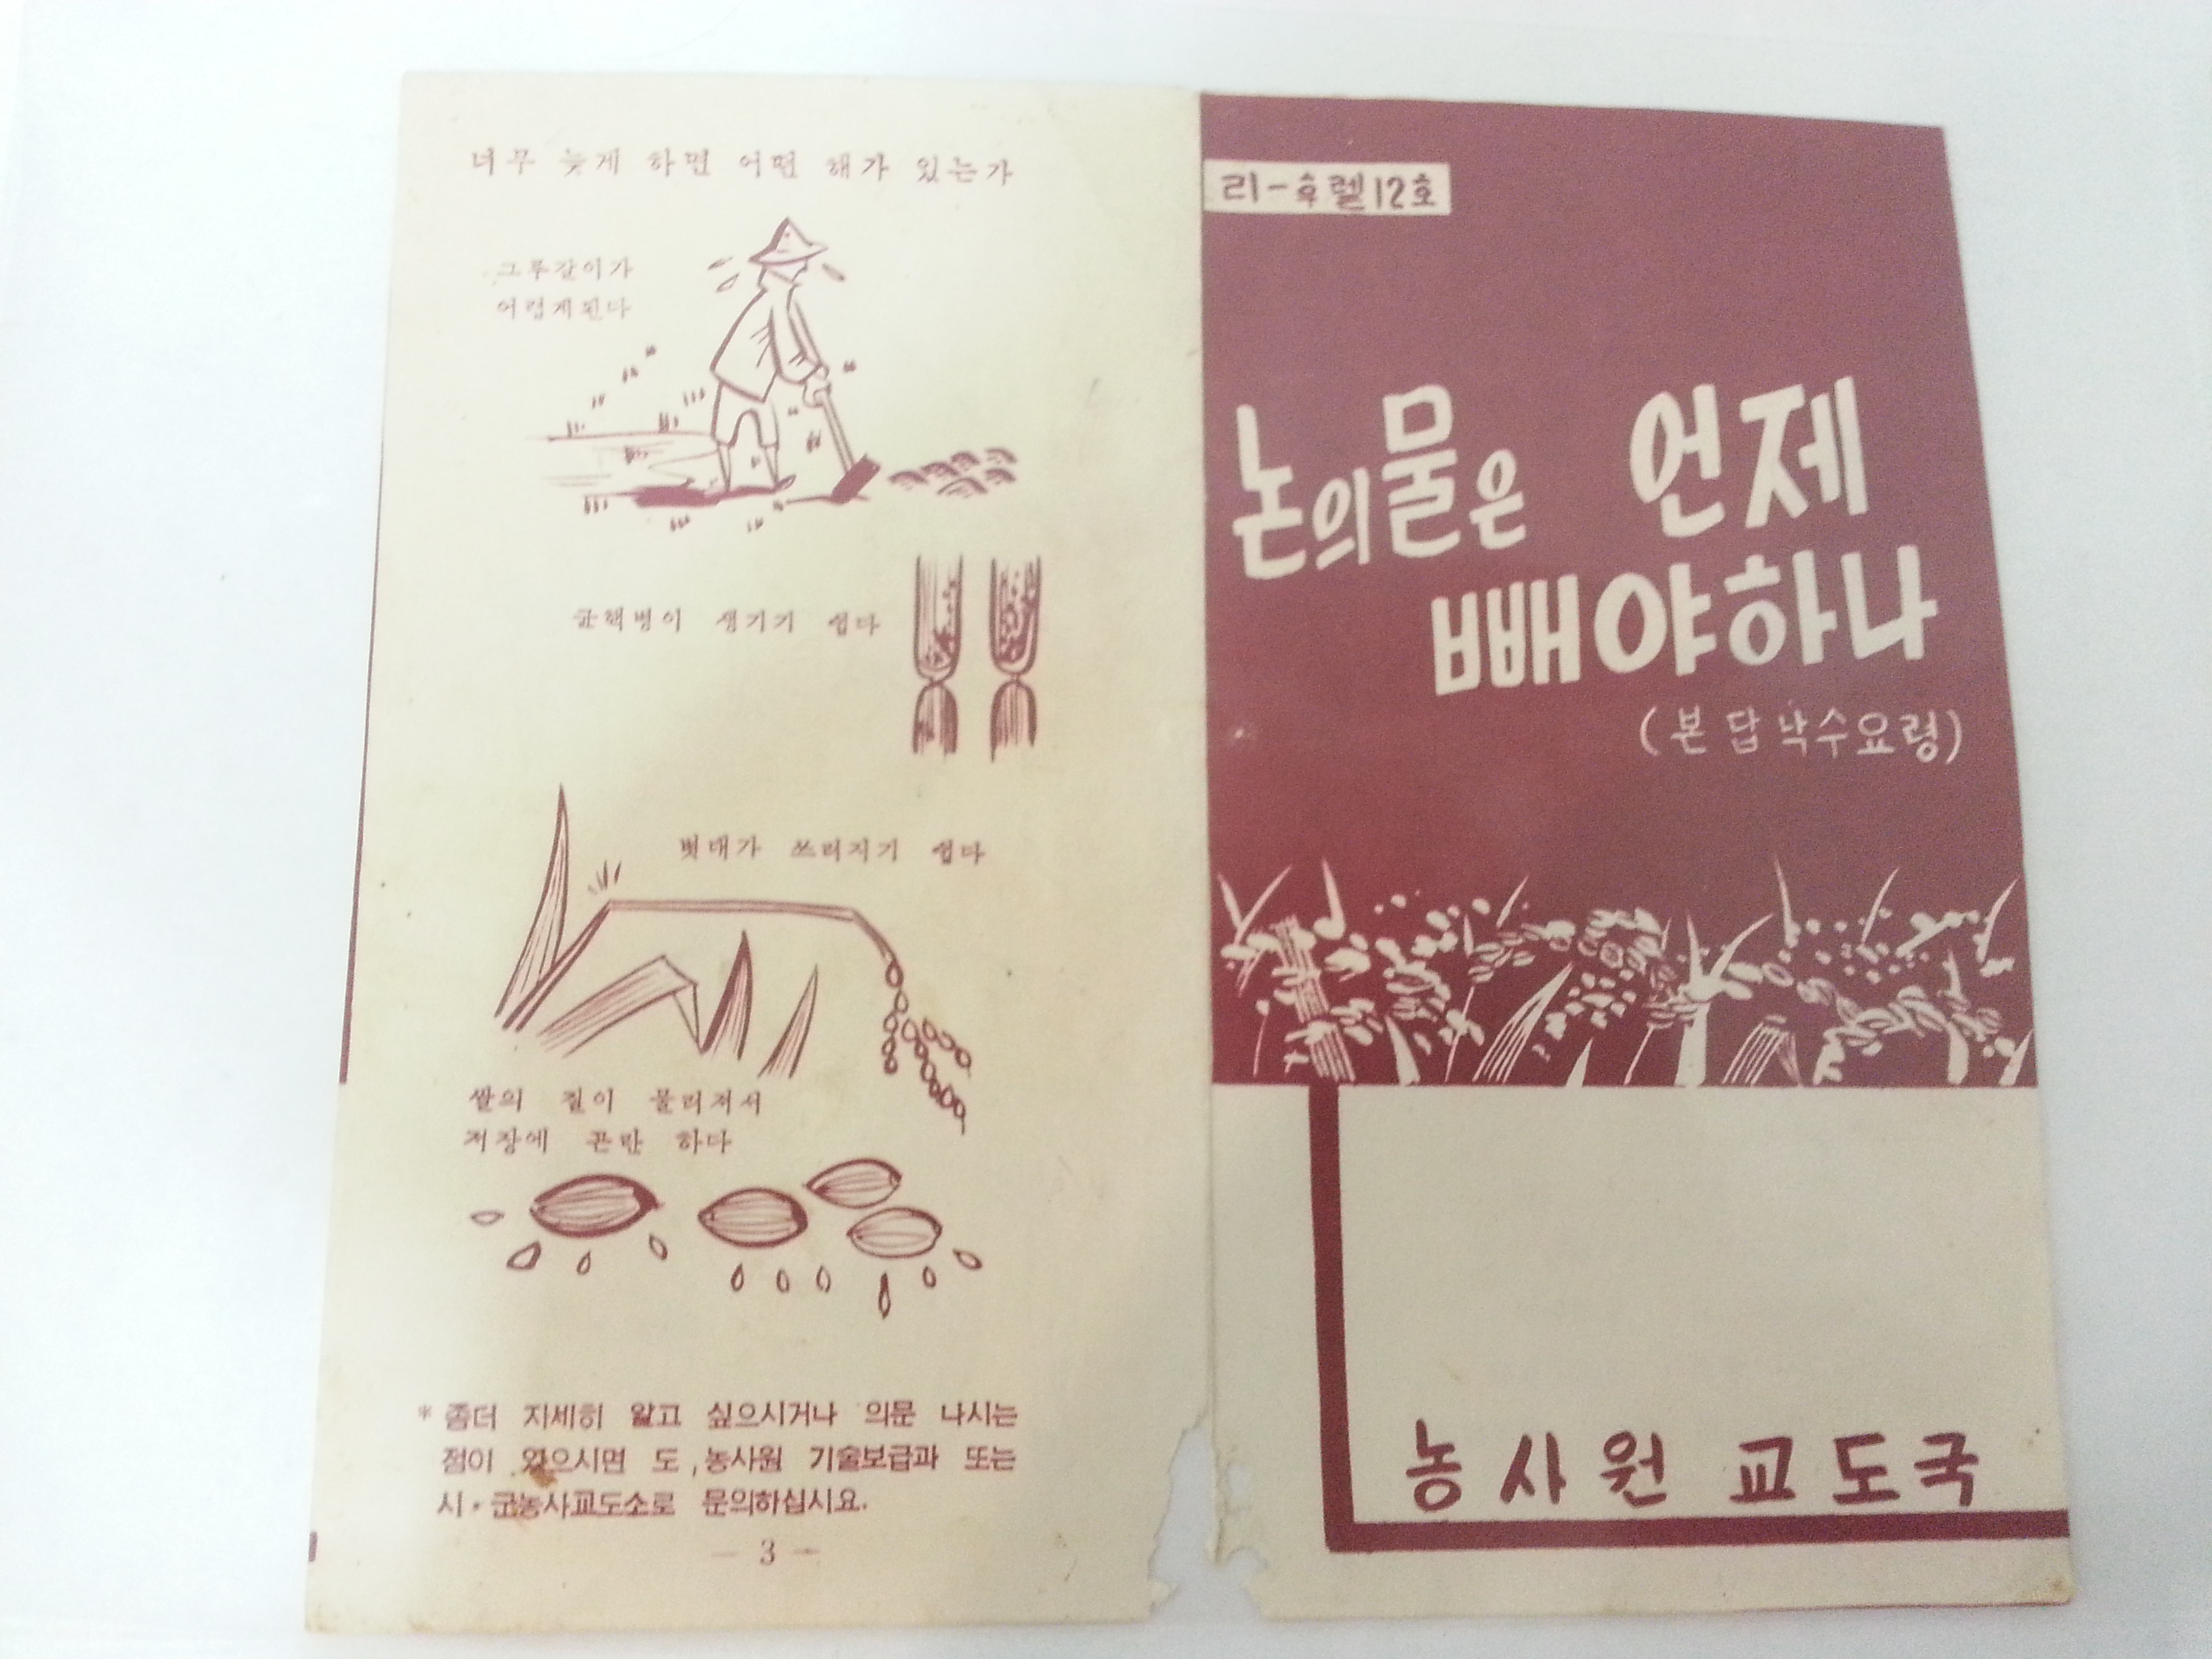 너무 늦게 하면 어떤 해가 있는가
그루갈이가
어렵게된다
균핵병이 생기기 쉽다
볏대가 쓰러지기 쉽다
쌀의 질이 물러져서
저장에 곤란 하다
* 좀더 자세히 알고 싶으시거나 의문 나시는
점이 있으시면 도, 농사원 기술보급과 또는
시·군농사교도소로 문의하십시요.
— 3 —
리-후렡12호
논의물은 언제
빼야하나
(본답낙수요령)
농사원 교도국